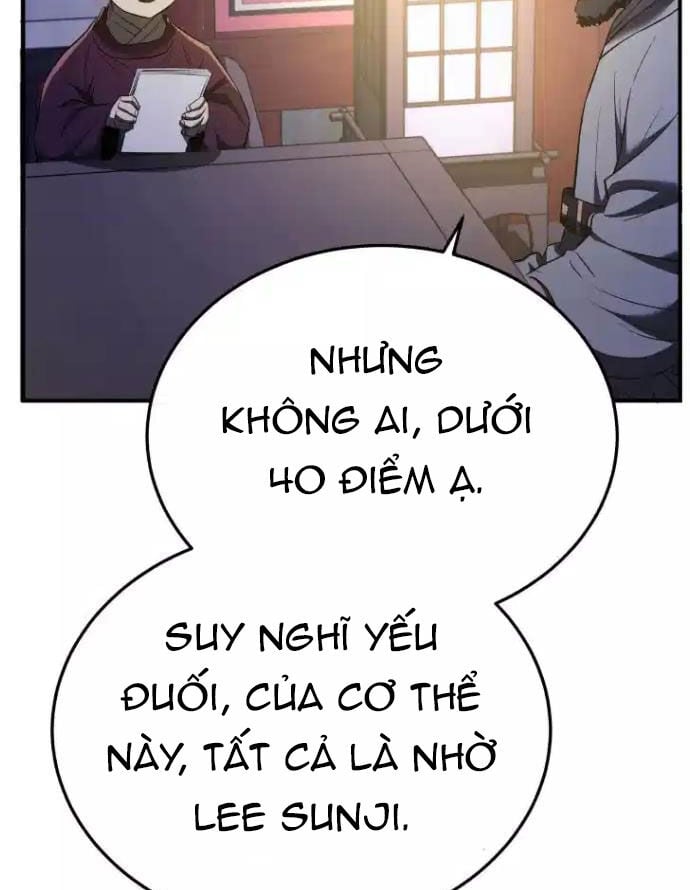 NHƯNG
KHÔNG AI, DƯỚI
40 ĐIỂM Ạ.
SUY NGHĨ YẾU
ĐUỐI, CỦA CƠ THỂ
NÀY, TẤT CẢ LÀ NHỜ
LEE SUNJI.